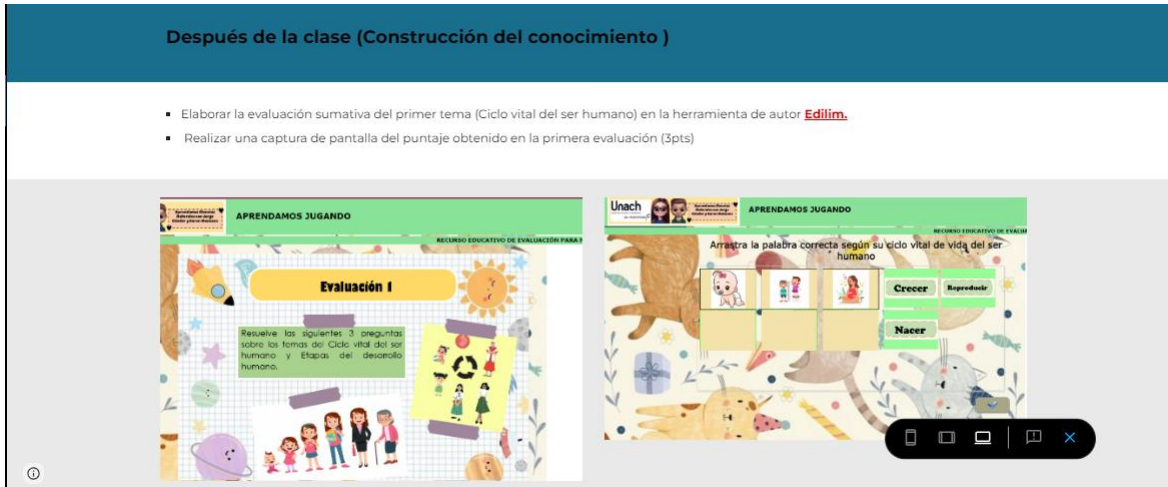 Después de la clase (Construcción del conocimiento )
Elaborar la evaluación sumativa del primer tema (Ciclo vital del ser humano) en la herramienta de autor Edilim.
Realizar una captura de pantalla del puntaje obtenido en la primera evaluación (3pts)
APRENDAMOS JUGANDO
RECURSO EDUCATIVO DE EVALUACIÓN PARA
Evaluación 1
Resuelve las siguientes 3 preguntas
sobre los temas del Ciclo vital del ser
humano y Etapas del desarrollo
humano.
Unach
APRENDAMOS JUGANDO
RECURSO EDUCATIVO DE
Arrastra la palabra correcta según su ciclo vital de vida del ser
humano
Crecer
Reproducir
Nacer